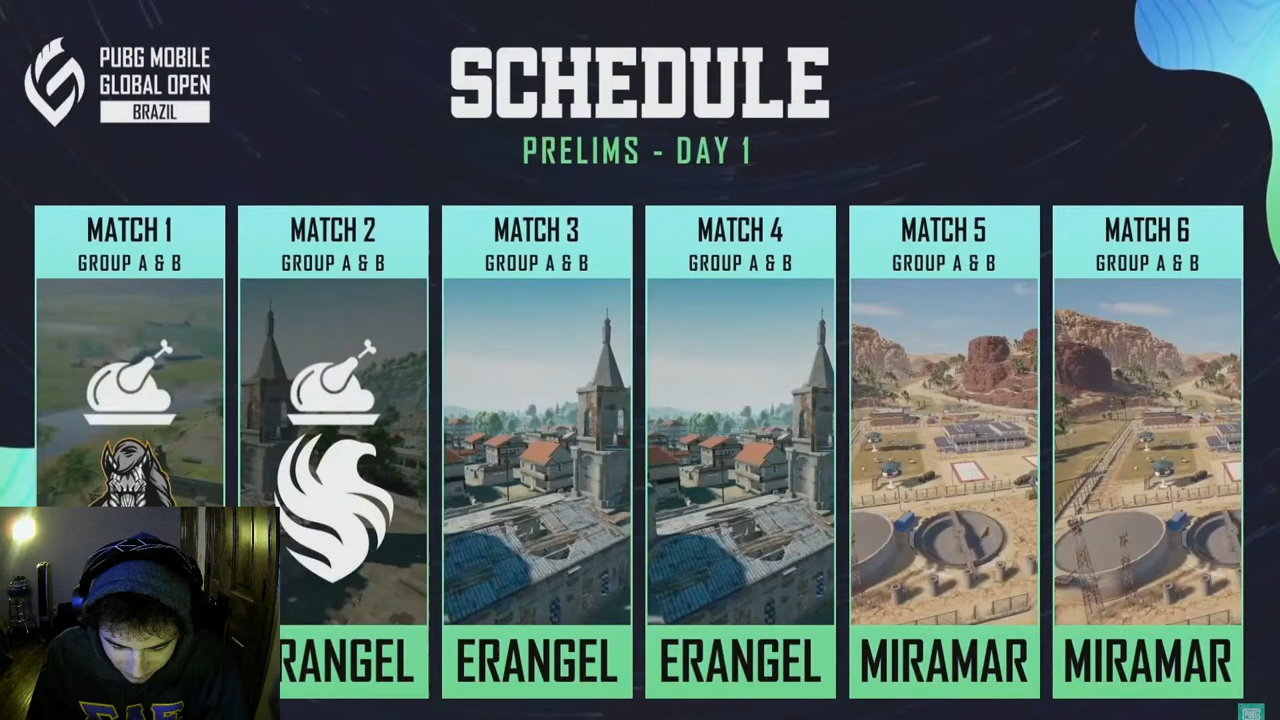 PUBG MOBILE
GLOBAL OPEN
BRAZIL
SCHEDULE
PRELIMS - DAY 1
MATCH 1
GROUP A & B
MATCH 2
GROUP A & B
RANGEL
MATCH 3
GROUP A & B
ERANGEL
MATCH 4
GROUP A & B
ERANGEL
MATCH 5
GROUP A & B
MIRAMAR
MATCH 6
GROUP A & B
MIRAMAR
PUBG